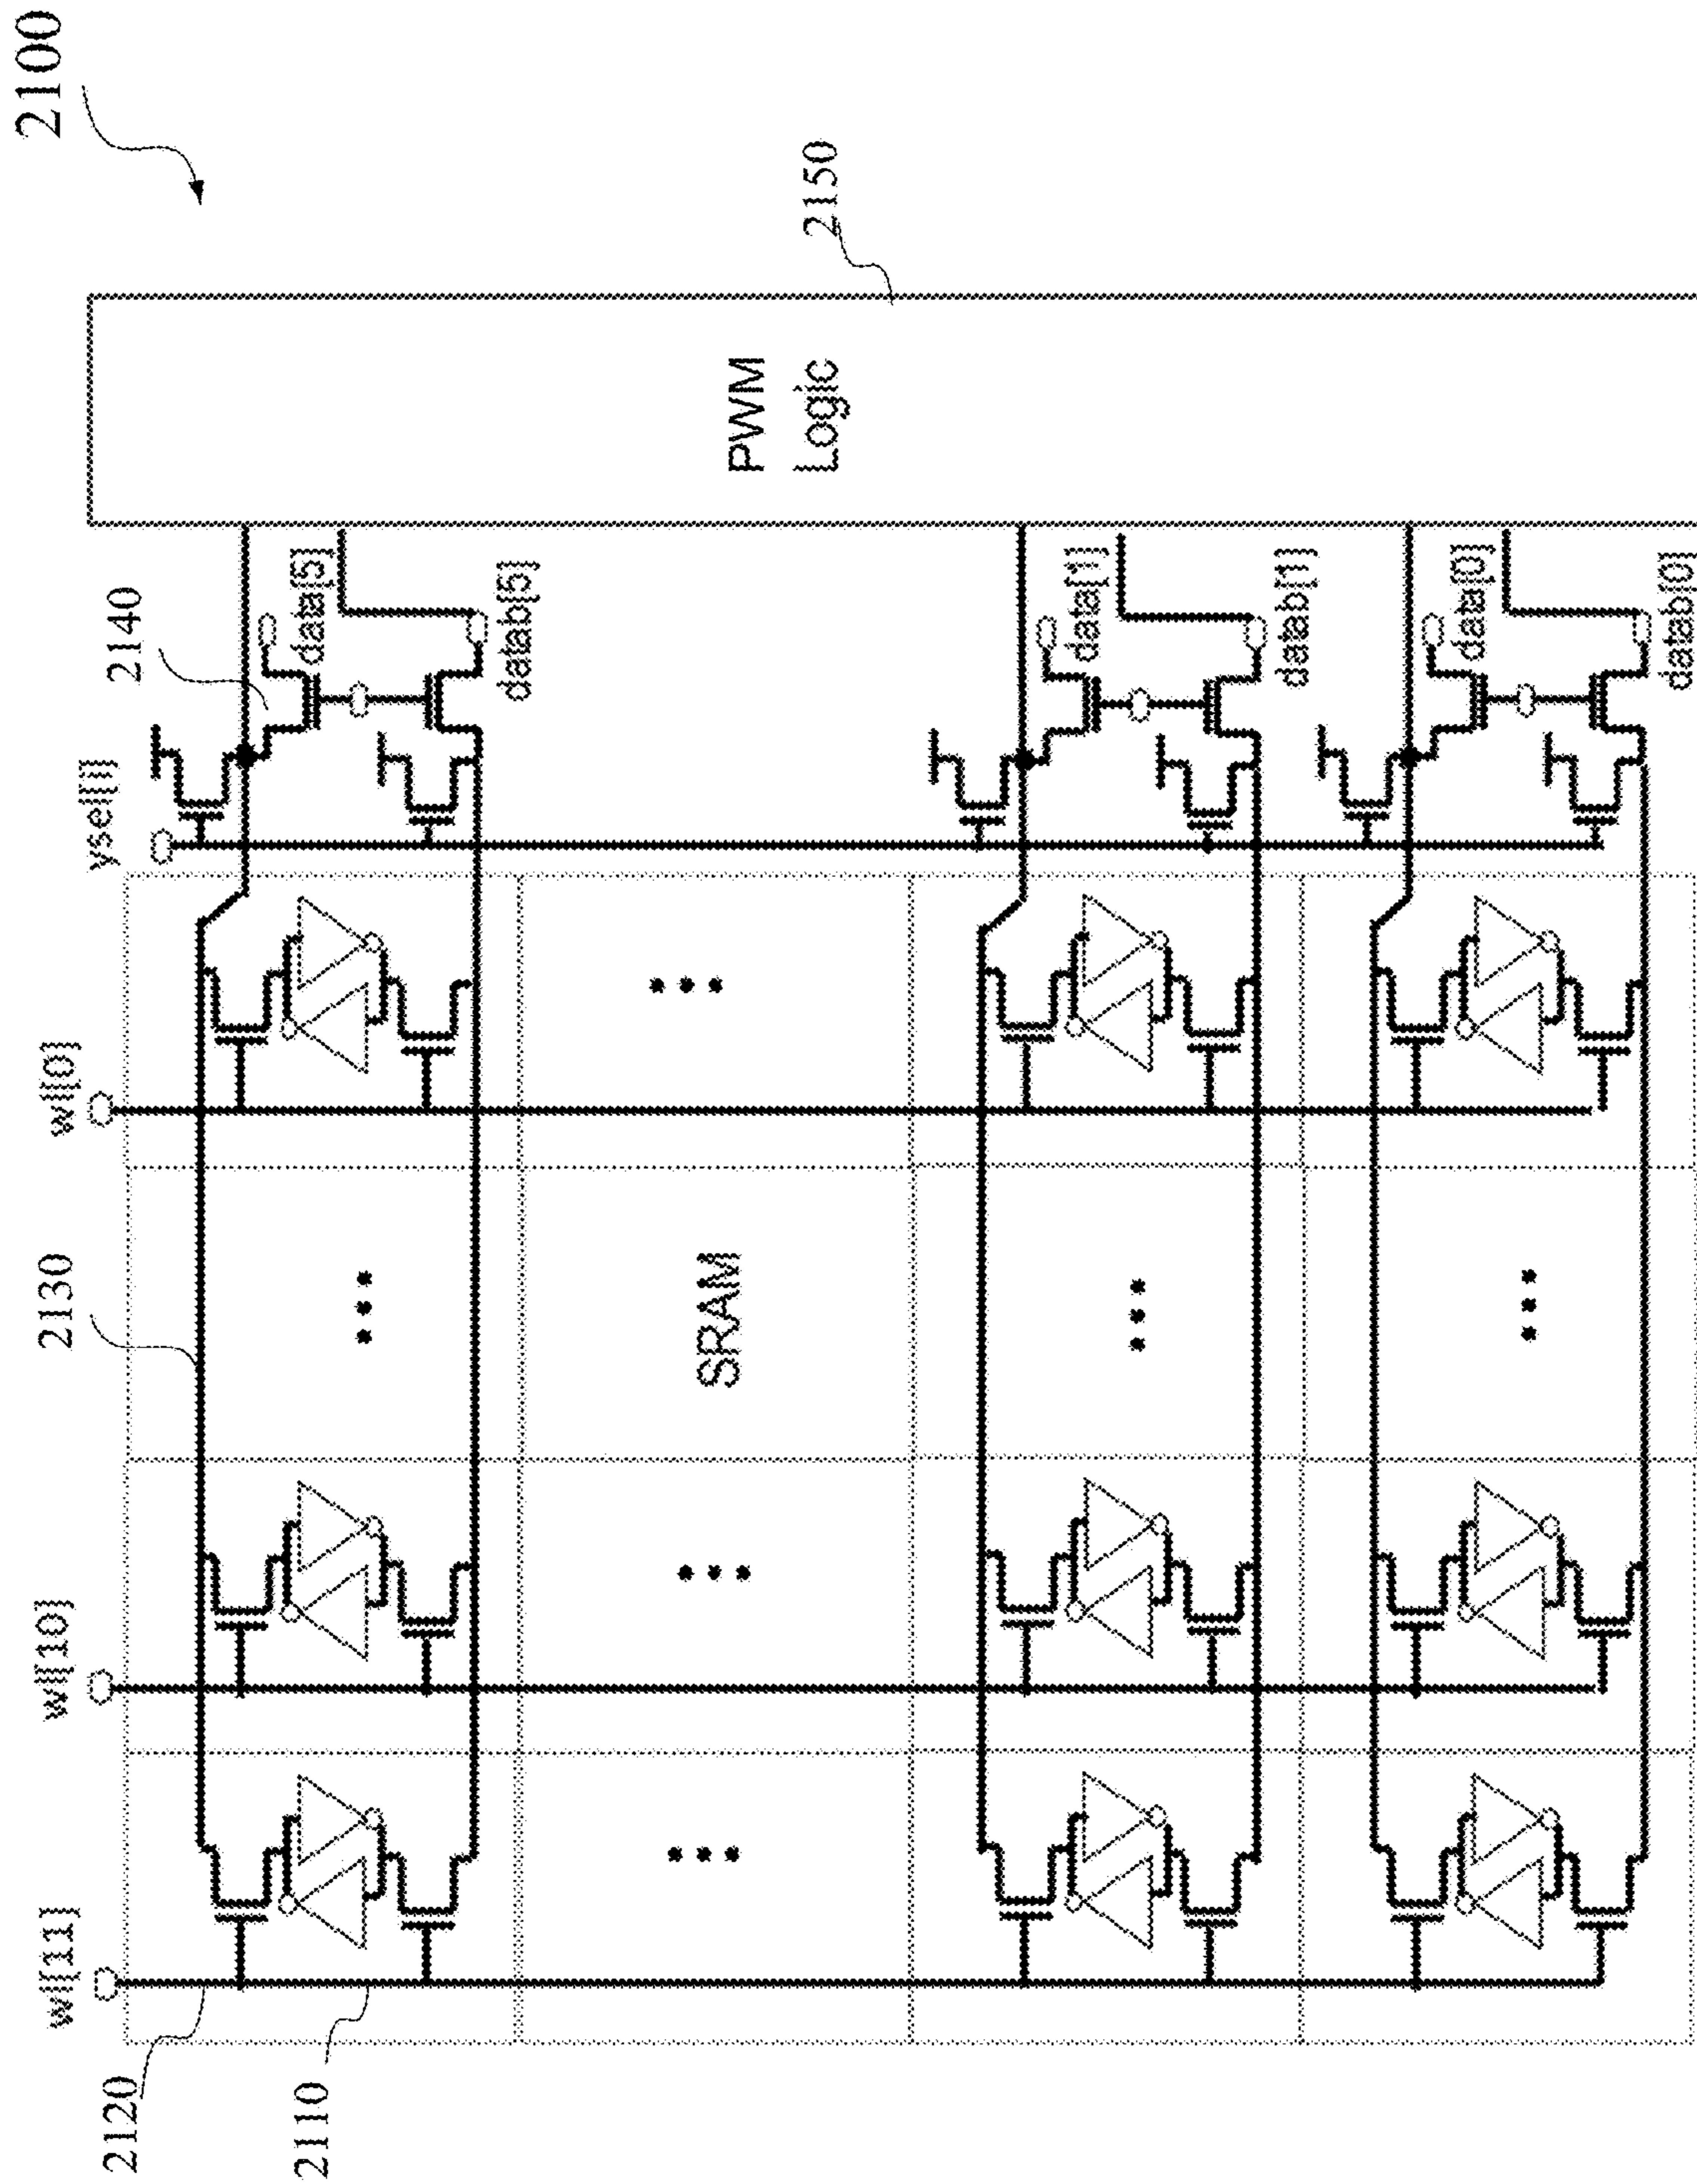 2100
2150
PWM
Logic
2140
data[5]
datab[5]
data[1]
datab[1]
data[0]
datab[0]
ysel[i]
wl[0]
2130
SRAM
wl[10]
wl[11]
2120
2110